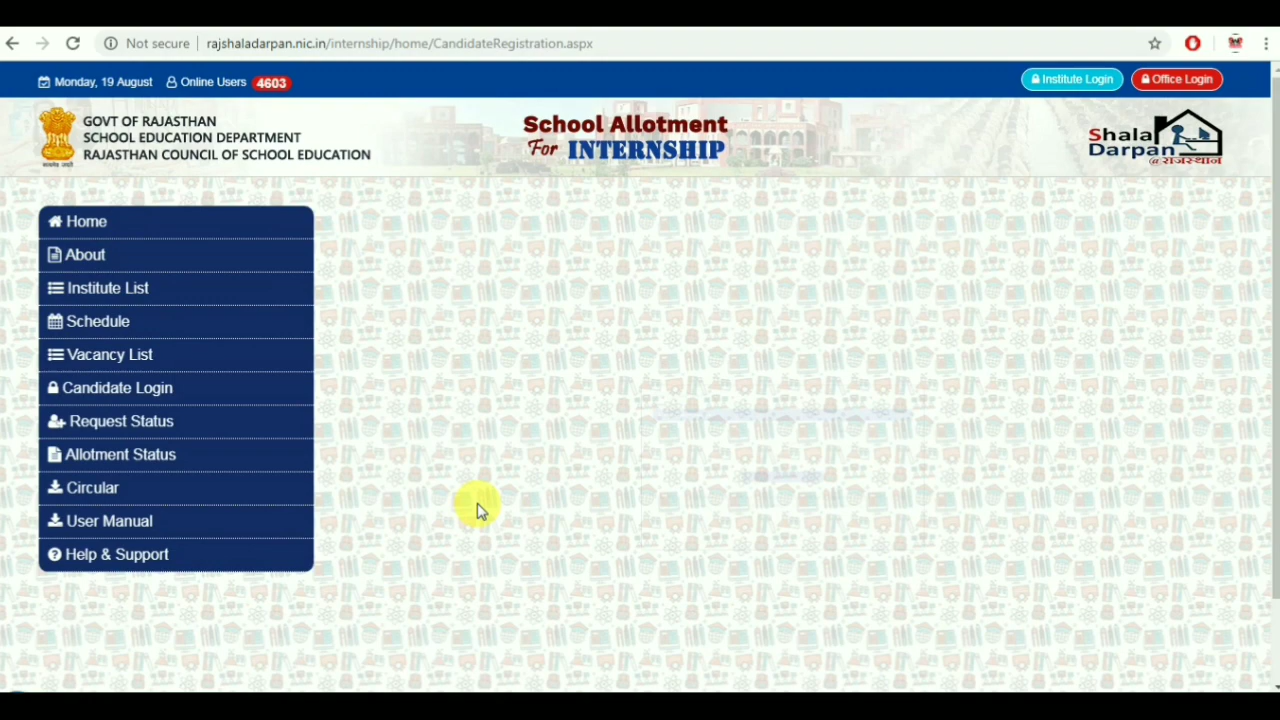 Not secure
rajshaladarpan.nic.in/internship/home/CandidateRegistration.aspx
Monday, 19 August
Online Users 4603
Institute Login
Office Login
GOVT OF RAJASTHAN
SCHOOL EDUCATION DEPARTMENT
RAJASTHAN COUNCIL OF SCHOOL EDUCATION
School Allotment
For INTERNSHIP
Shala
Darpan
@राजस्थान
Home
About
Institute List
Schedule
Vacancy List
Candidate Login
Request Status
Allotment Status
Circular
User Manual
Help & Support